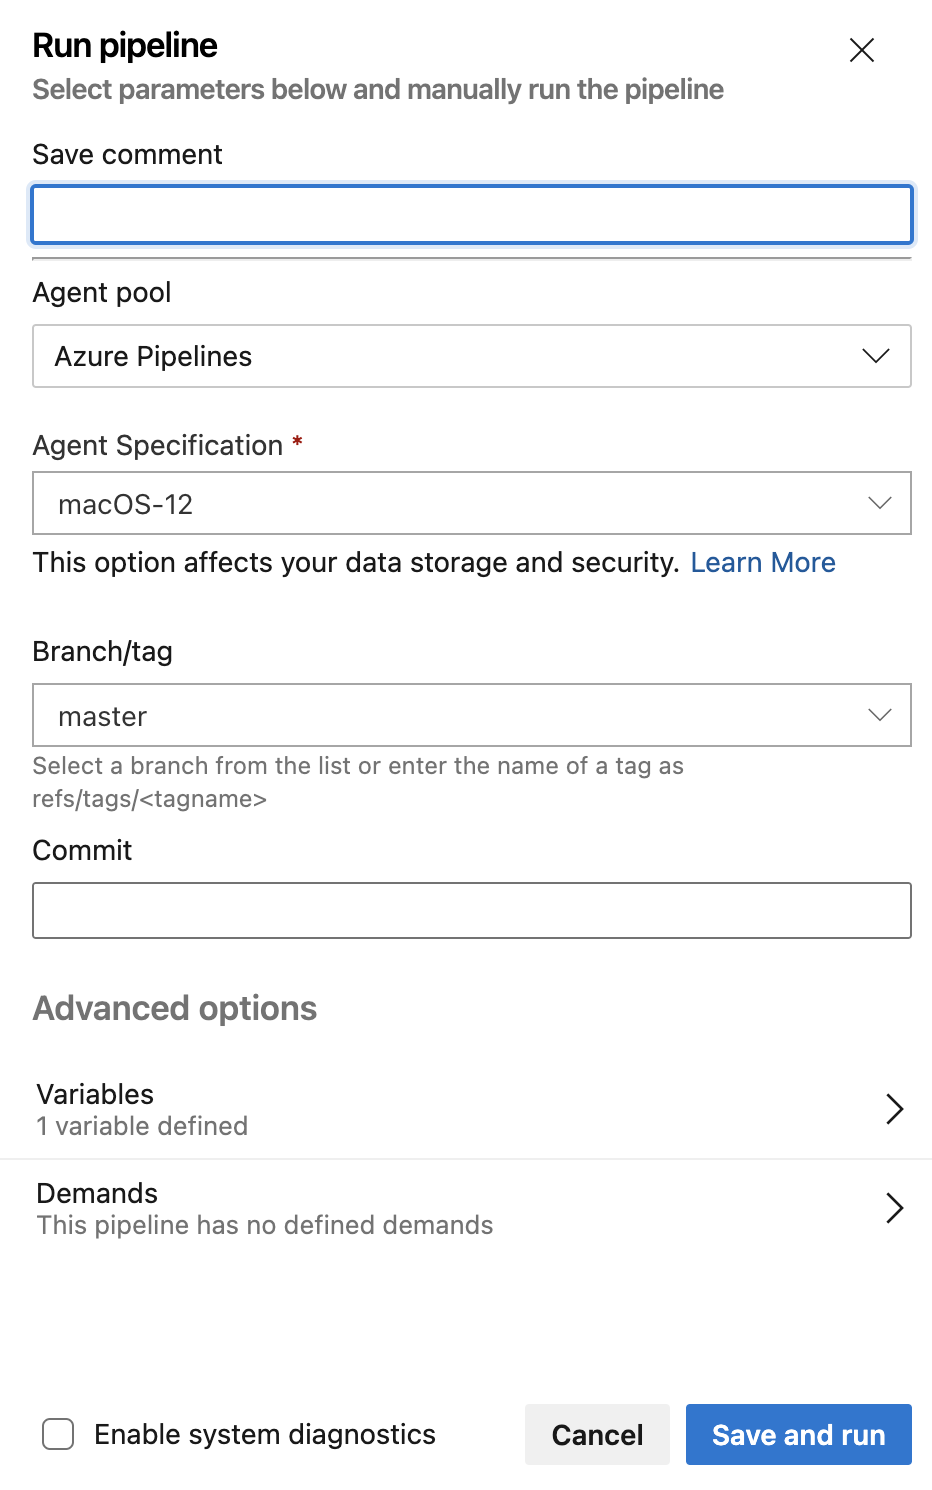 Run pipeline
Select parameters below and manually run the pipeline
Save comment
Agent pool
Azure Pipelines
Agent Specification *
macOS-12
This option affects your data storage and security. Learn More
Branch/tag
master
Select a branch from the list or enter the name of a tag as
refs/tags/<tagname>
Commit
Advanced options
Variables
1 variable defined
Demands
This pipeline has no defined demands
Enable system diagnostics
Cancel
Save and run